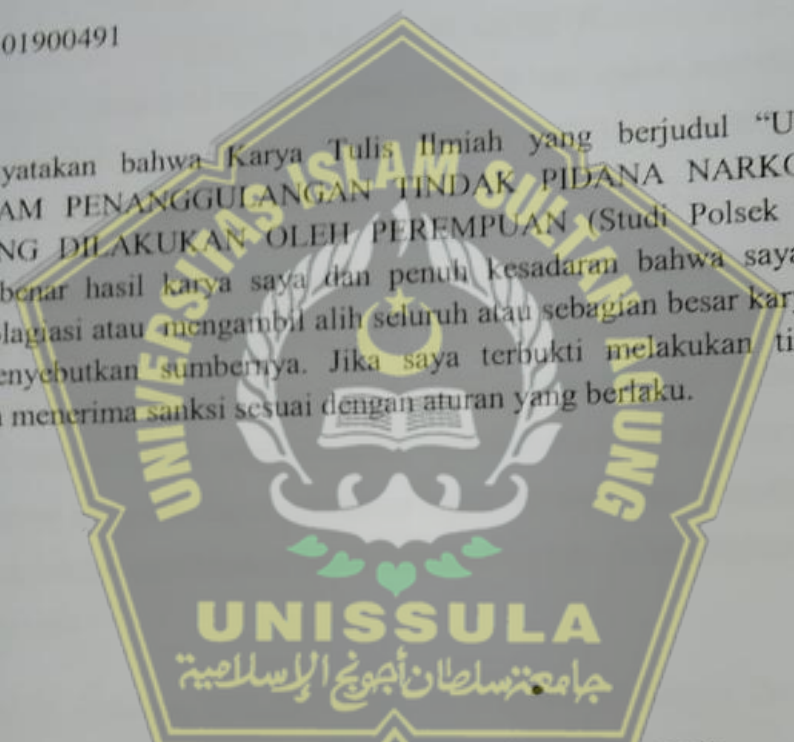 01900491
yatakan bahwa Karya Tulis Ilmiah yang berjudul “U
AM PENANGGULANGAN TINDAK PIDANA NARKO
NG DILAKUKAN OLEH PEREMPUAN (Studi Polsek
benar hasil karya saya dan penuh kesadaran bahwa saya
plagiasi atau mengambil alih seluruh atau sebagian besar kary
enyebutkan sumbernya. Jika saya terbukti melakukan ti
menerima sanksi sesuai dengan aturan yang berlaku.
UNIVERSITAS ISLAM SULTAN AGUNG
UNISSULA
جامعة سلطان أجونج الإسلامية